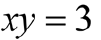 xy = 3